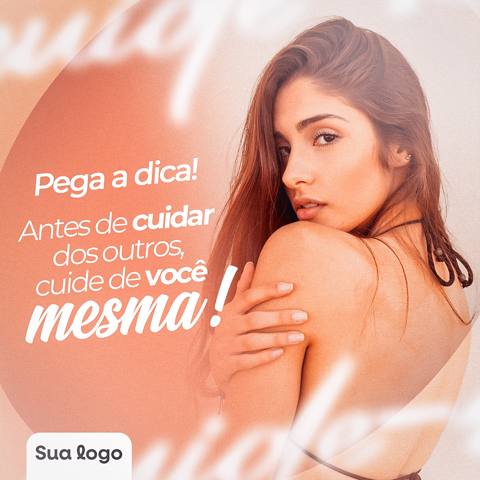 Pega a dica!
Antes de cuidar
dos outros,
cuide de você
mesma!
Sua logo